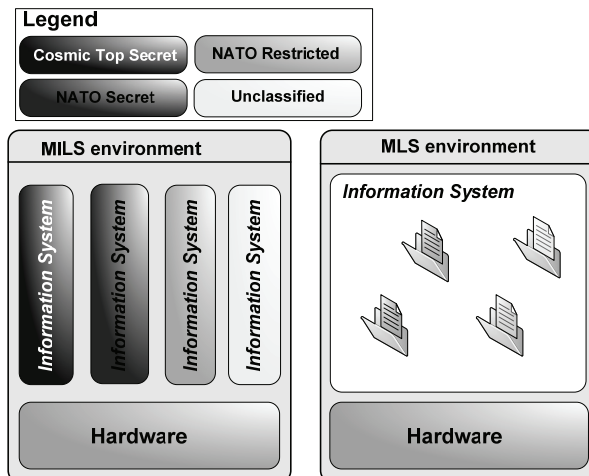 Legend
Cosmic Top Secret
NATO Restricted
NATO Secret
Unclassified
MILS environment
Information System
Information System
Information System
Information System
Hardware
MLS environment
Information System
Hardware